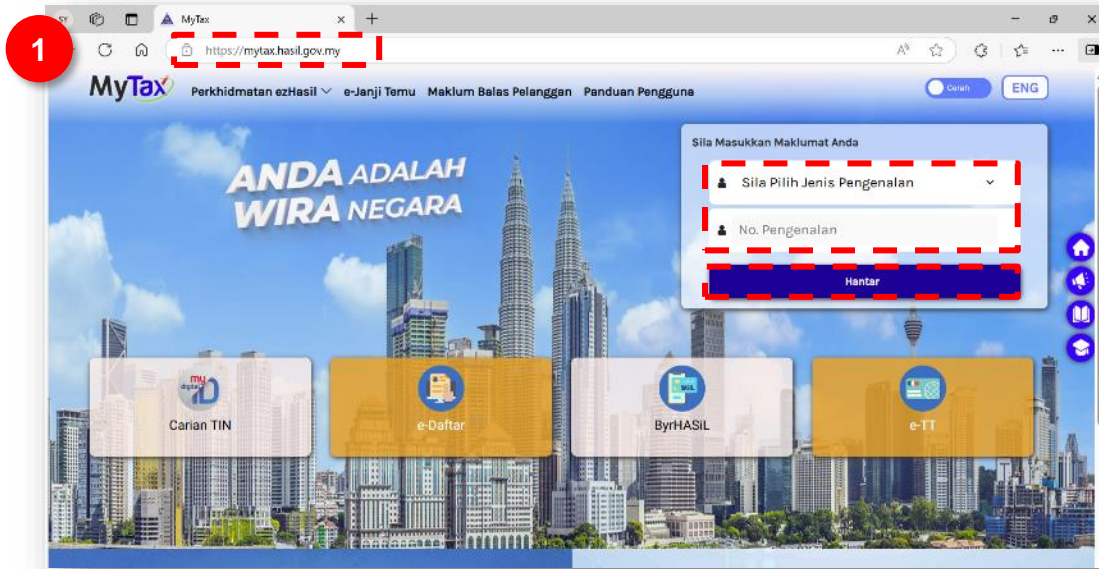 MyTax
1
https://mytax.hasil.gov.my
MyTax Perkhidmatan ezHasil e-Janji Temu Maklum Balas Pelanggan Panduan Pengguna Cerah ENG
ANDA ADALAH
WIRA NEGARA
Sila Masukkan Maklumat Anda
Sila Pilih Jenis Pengenalan
No. Pengenalan
Hantar
Carian TIN
e-Daftar
ByrHASiL
e-TT